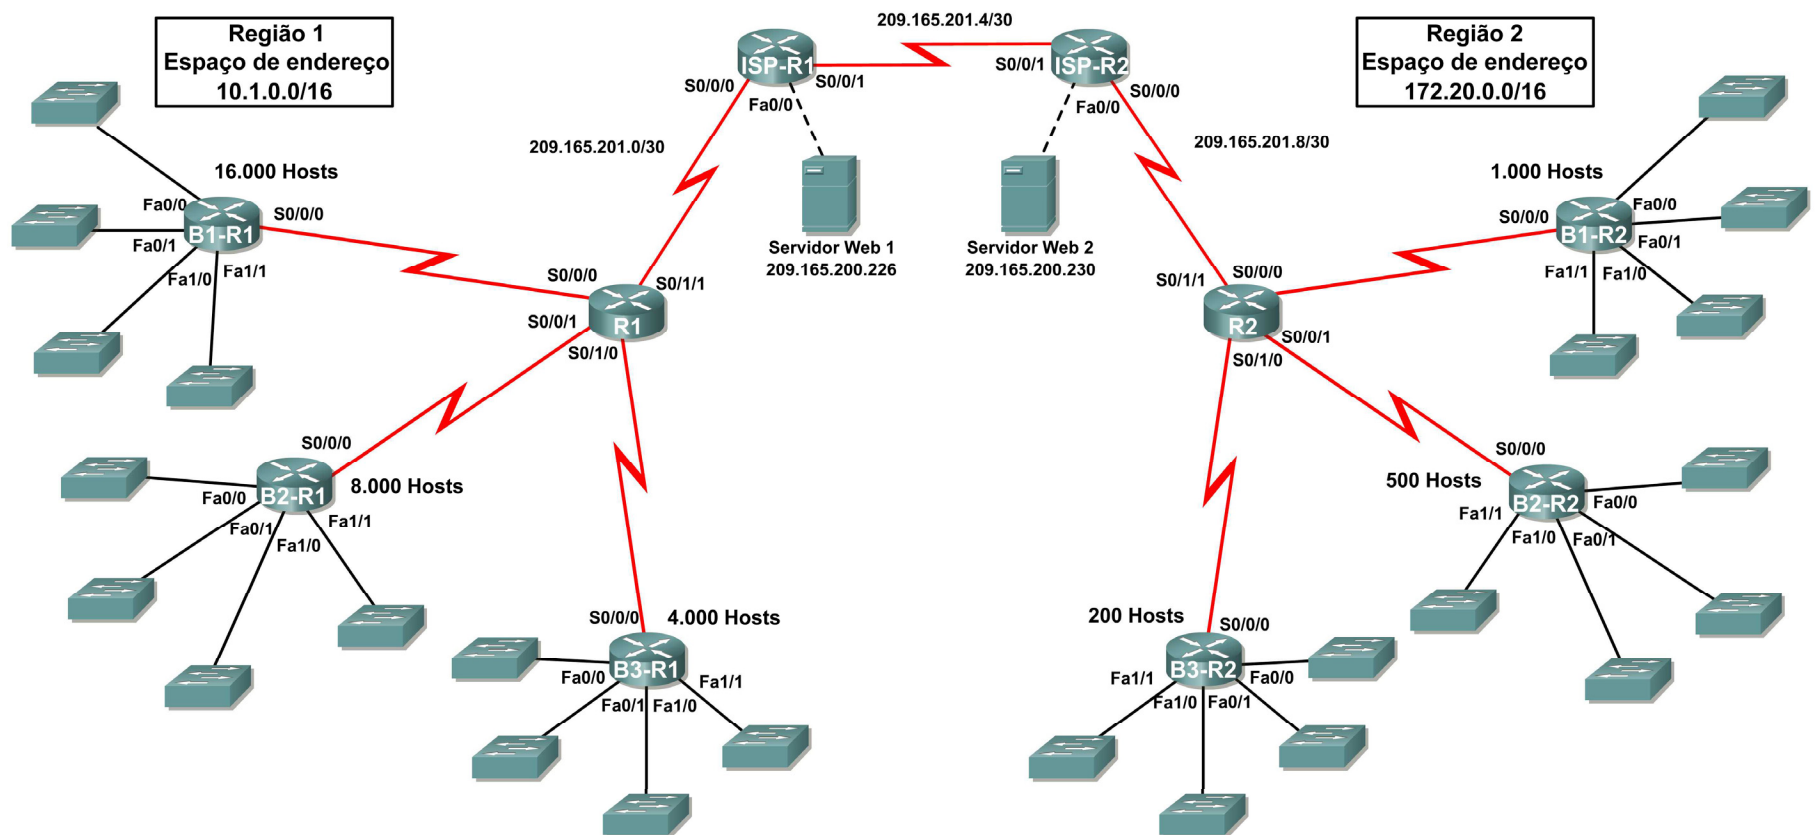 Região 1
Espaço de endereço
10.1.0.0/16
209.165.201.4/30
Região 2
Espaço de endereço
172.20.0.0/16
ISP-R1
S0/0/0
S0/0/1
Fa0/0
ISP-R2
S0/0/1
S0/0/0
Fa0/0
209.165.201.0/30
209.165.201.8/30
Servidor Web 1
209.165.200.226
Servidor Web 2
209.165.200.230
16.000 Hosts
Fa0/0
S0/0/0
B1-R1
Fa0/1
Fa1/0
Fa1/1
S0/0/0
S0/1/1
R1
S0/0/1
S0/1/0
S0/1/1
S0/0/0
R2
S0/0/1
S0/1/0
1.000 Hosts
S0/0/0
Fa0/0
B1-R2
Fa0/1
Fa1/1
Fa1/0
S0/0/0
B2-R1
8.000 Hosts
Fa0/0
Fa0/1
Fa1/0
Fa1/1
S0/0/0
500 Hosts
B2-R2
Fa0/0
Fa1/1
Fa1/0
Fa0/1
S0/0/0
4.000 Hosts
B3-R1
Fa0/0
Fa0/1
Fa1/0
Fa1/1
200 Hosts
S0/0/0
B3-R2
Fa1/1
Fa0/0
Fa1/0
Fa0/1